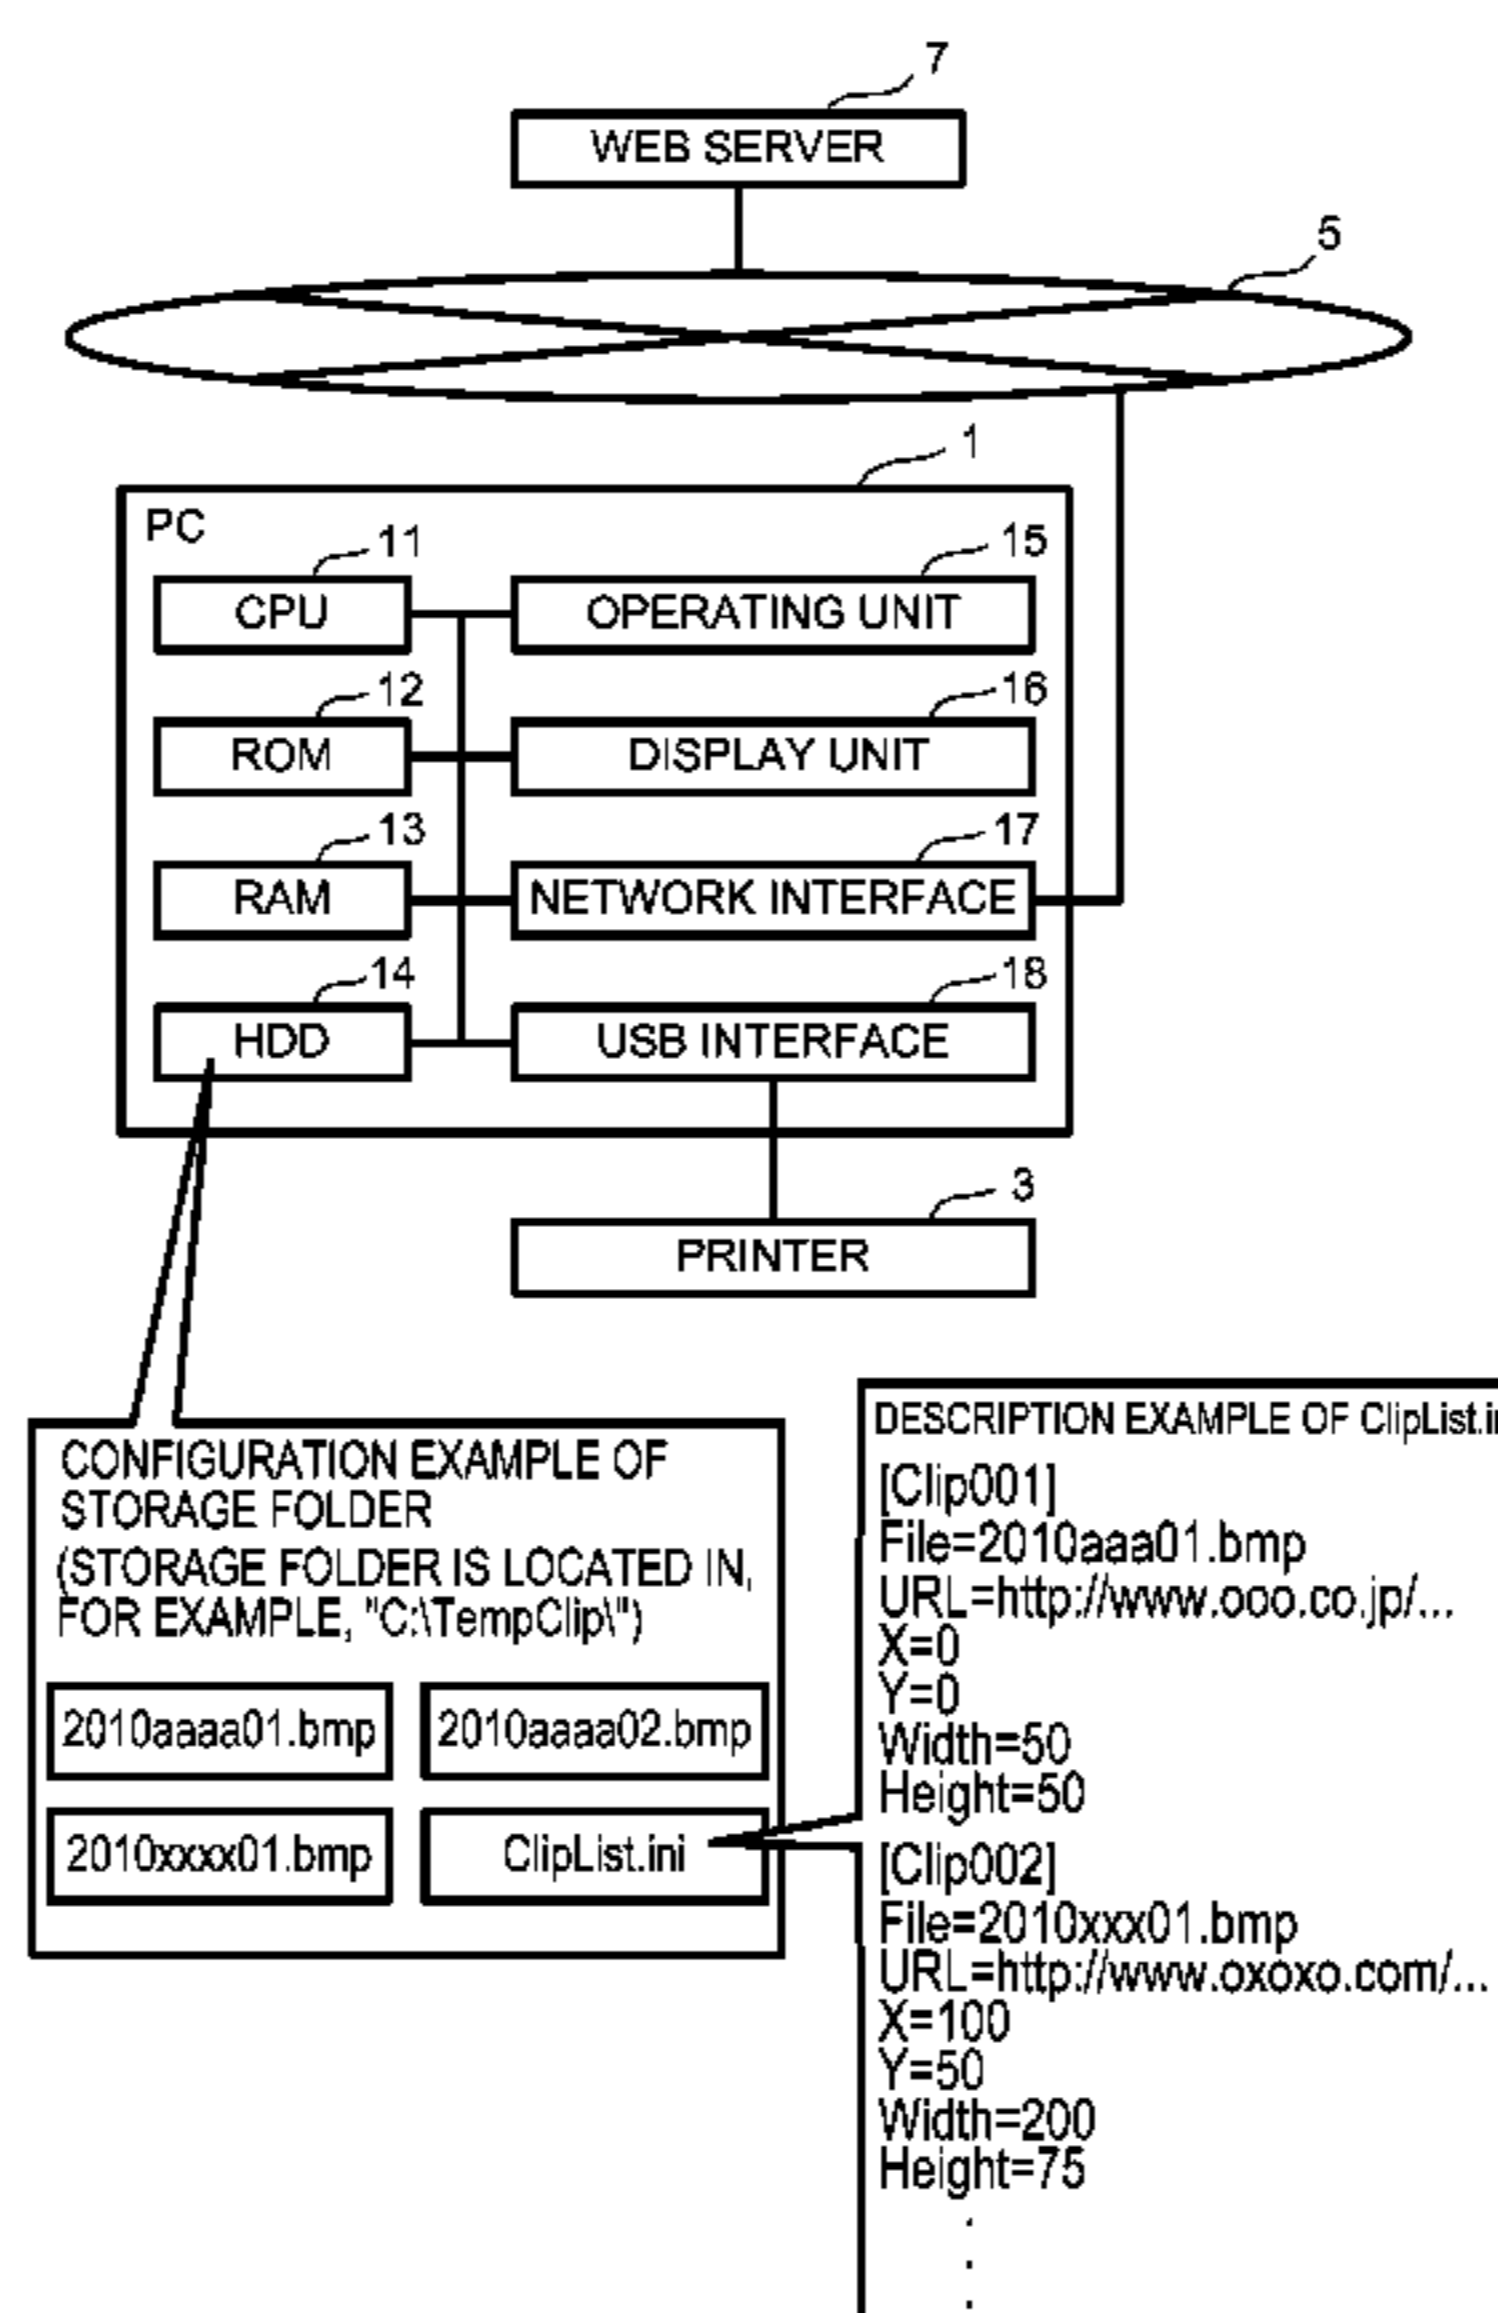 7
WEB SERVER
5
1
PC
11
15
CPU
OPERATING UNIT
12
16
ROM
DISPLAY UNIT
13
17
RAM
NETWORK INTERFACE
14
18
HDD
USB INTERFACE
3
PRINTER
CONFIGURATION EXAMPLE OF
STORAGE FOLDER
(STORAGE FOLDER IS LOCATED IN,
FOR EXAMPLE, "C:\TempClip\")
2010aaaa01.bmp
2010aaaa02.bmp
2010xxxx01.bmp
ClipList.ini
DESCRIPTION EXAMPLE OF
[Clip001]
File=2010aaa01.bmp
URL=http://www.ooo.co.jp/...
X=0
Y=0
Width=50
Height=50
[Clip002]
File=2010xxx01.bmp
URL=http://www.oxoxo.com/...
X=100
Y=50
Width=200
Height=75
.
.
.